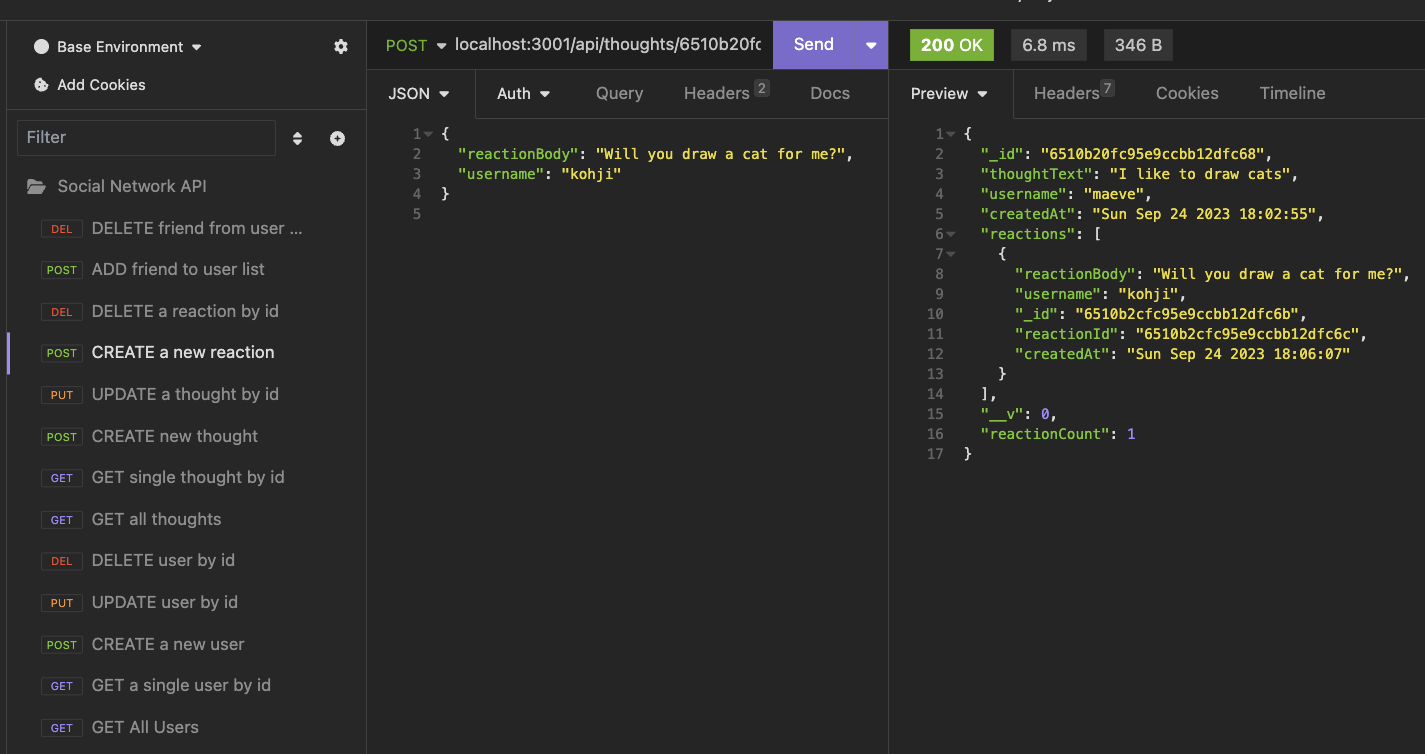 Base Environment
Add Cookies
Filter
Social Network API
DEL DELETE friend from user ...
POST ADD friend to user list
DEL DELETE a reaction by id
POST CREATE a new reaction
PUT UPDATE a thought by id
POST CREATE new thought
GET GET single thought by id
GET GET all thoughts
DEL DELETE user by id
PUT UPDATE user by id
POST CREATE a new user
GET GET a single user by id
GET GET All Users
POST localhost:3001/api/thoughts/6510b20fc Send
JSON Auth Query Headers 2 Docs
1 {
2 "reactionBody": "Will you draw a cat for me?",
3 "username": "kohji"
4 }
5
200 OK 6.8 ms 346 B
Preview Headers 7 Cookies Timeline
1 {
2 "_id": "6510b20fc95e9ccbb12dfc68",
3 "thoughtText": "I like to draw cats",
4 "username": "maeve",
5 "createdAt": "Sun Sep 24 2023 18:02:55",
6 "reactions": [
7 {
8 "reactionBody": "Will you draw a cat for me?",
9 "username": "kohji",
10 "_id": "6510b2cfc95e9ccbb12dfc6b",
11 "reactionId": "6510b2cfc95e9ccbb12dfc6c",
12 "createdAt": "Sun Sep 24 2023 18:06:07"
13 }
14 ],
15 "__v": 0,
16 "reactionCount": 1
17 }